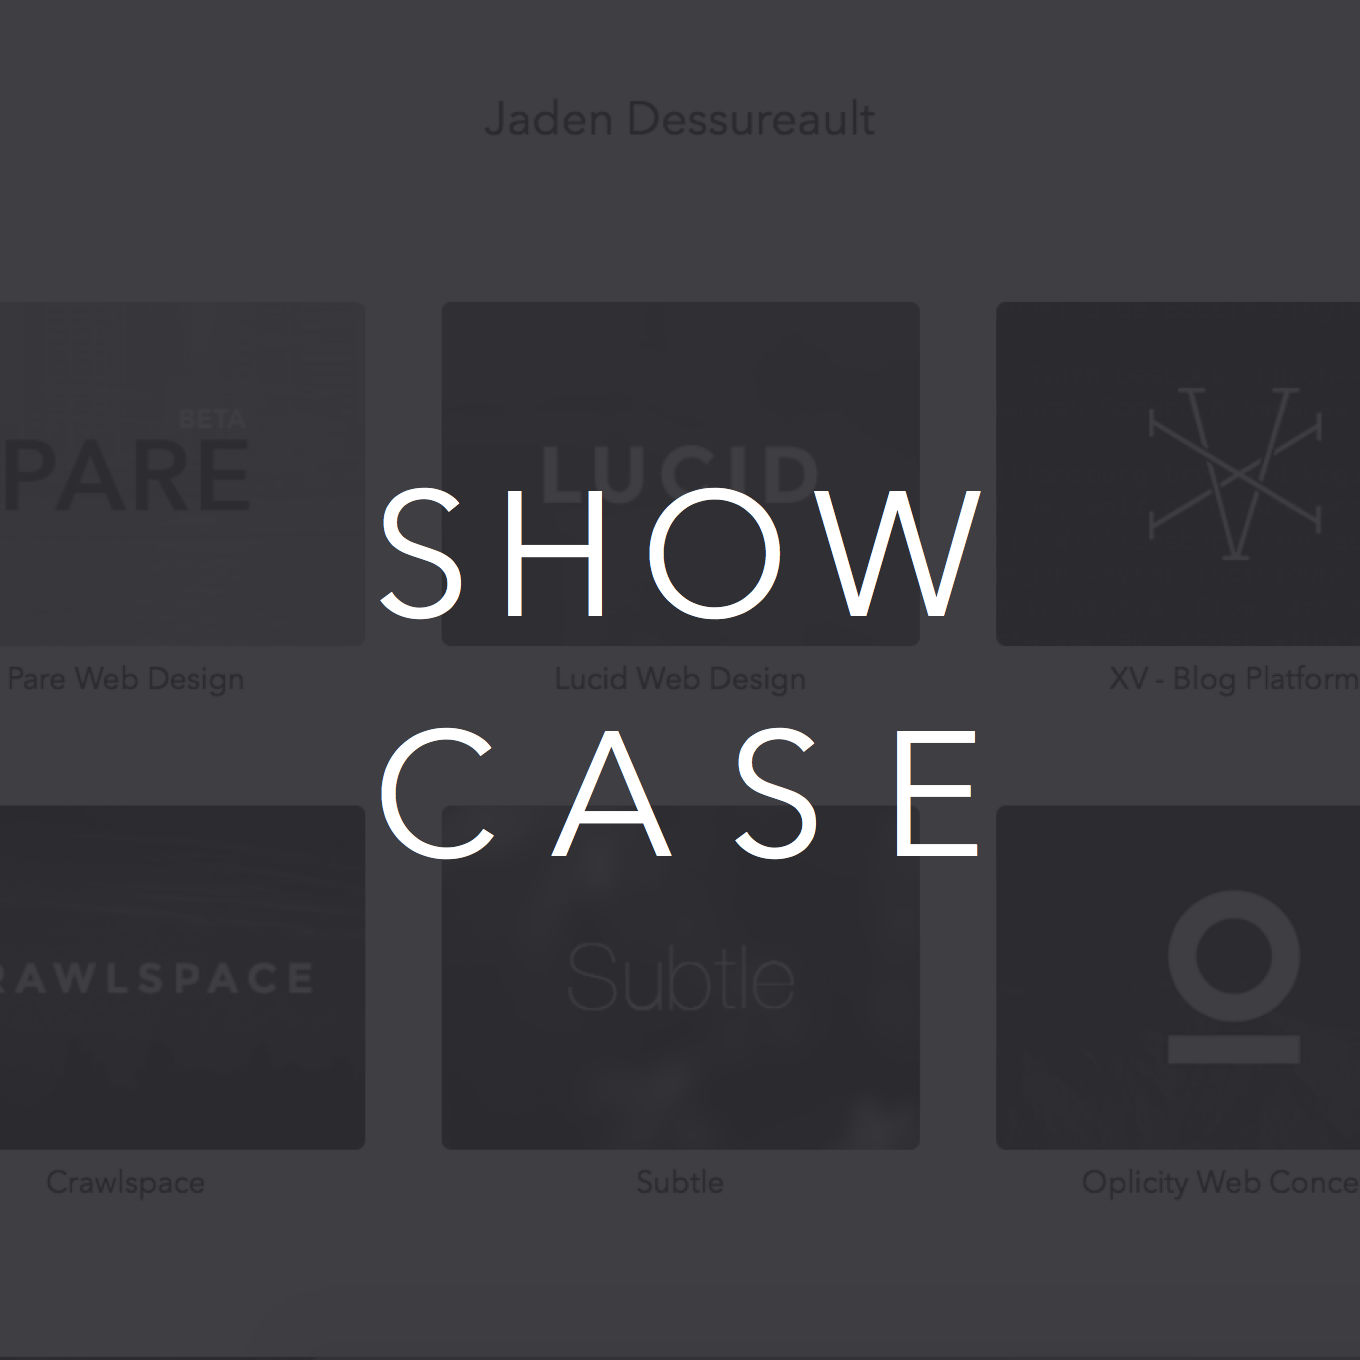 Jaden Dessureault
BETA
PARE
LUCID
XV
SHOW
Pare Web Design
Lucid Web Design
XV - Blog Platform
CASE
RAWLSPACE
Subtle
Crawlspace
Subtle
Oplicity Web Conce